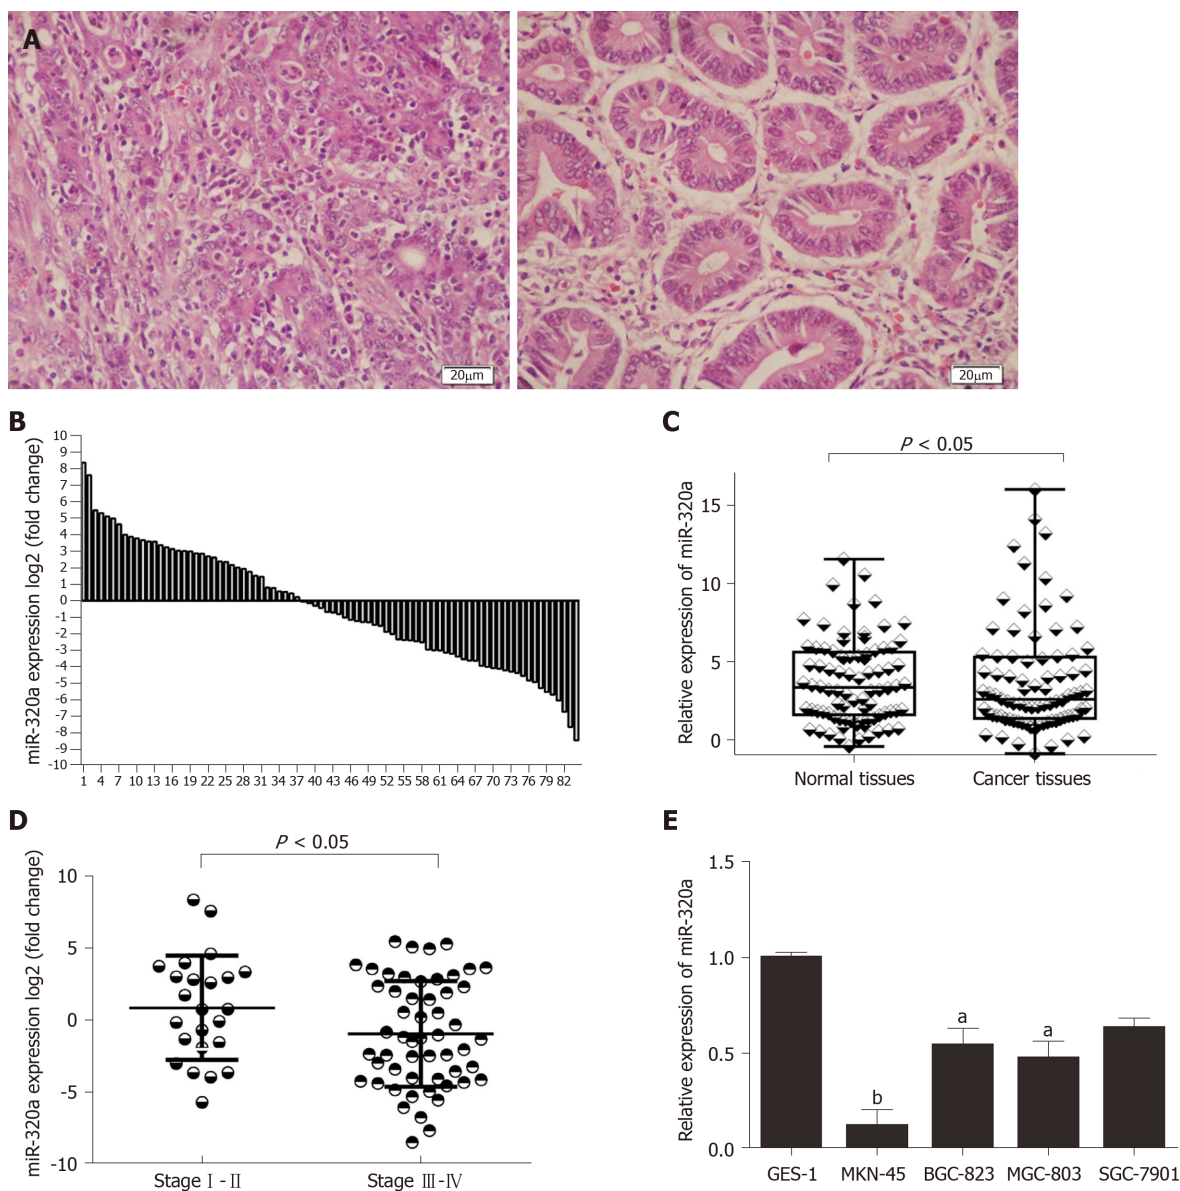 A
20μm
20μm
B
miR-320a expression log2 (fold change)
10
9
8
7
6
5
4
3
2
1
0
-1
-2
-3
-4
-5
-6
-7
-8
-9
-10
1 4 7 10 13 16 19 22 25 28 31 34 37 40 43 46 49 52 55 58 61 64 67 70 73 76 79 82
C
P < 0.05
Relative expression of miR-320a
15
10
5
0
Normal tissues Cancer tissues
D
P < 0.05
miR-320a expression log2 (fold change)
10
5
0
-5
-10
Stage Ⅰ-Ⅱ Stage Ⅲ-Ⅳ
E
Relative expression of miR-320a
1.5
1.0
0.5
0.0
b
a
a
GES-1 MKN-45 BGC-823 MGC-803 SGC-7901